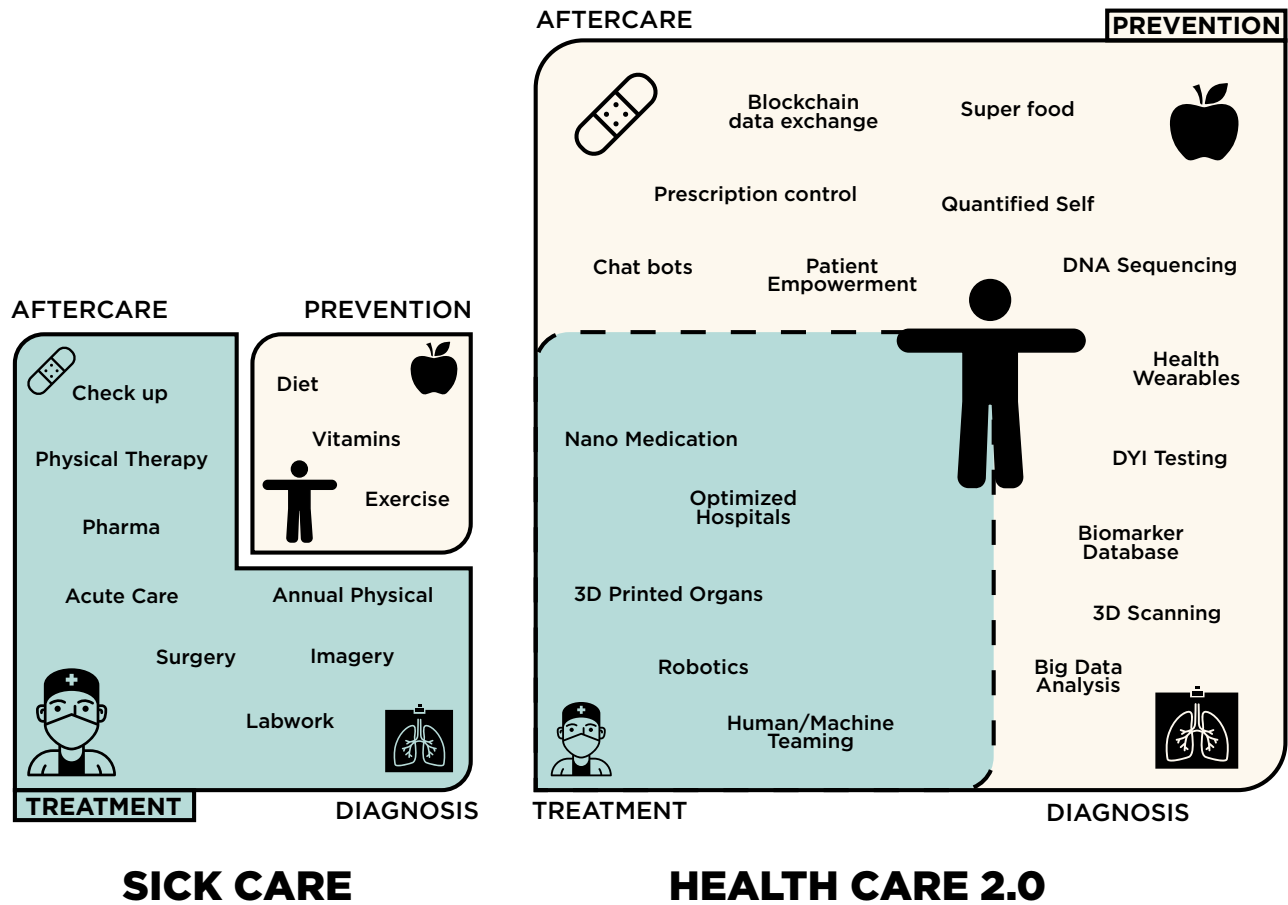 AFTERCARE
PREVENTION
Check up
Physical Therapy
Pharma
Acute Care
Surgery
Diet
Vitamins
Exercise
Annual Physical
Imagery
Labwork
TREATMENT
DIAGNOSIS
SICK CARE
AFTERCARE
PREVENTION
Blockchain
data exchange
Super food
Prescription control
Quantified Self
Chat bots
Patient
Empowerment
DNA Sequencing
Health
Wearables
DYI Testing
Biomarker
Database
3D Scanning
Big Data
Analysis
Nano Medication
Optimized
Hospitals
3D Printed Organs
Robotics
Human/Machine
Teaming
TREATMENT
DIAGNOSIS
HEALTH CARE 2.0